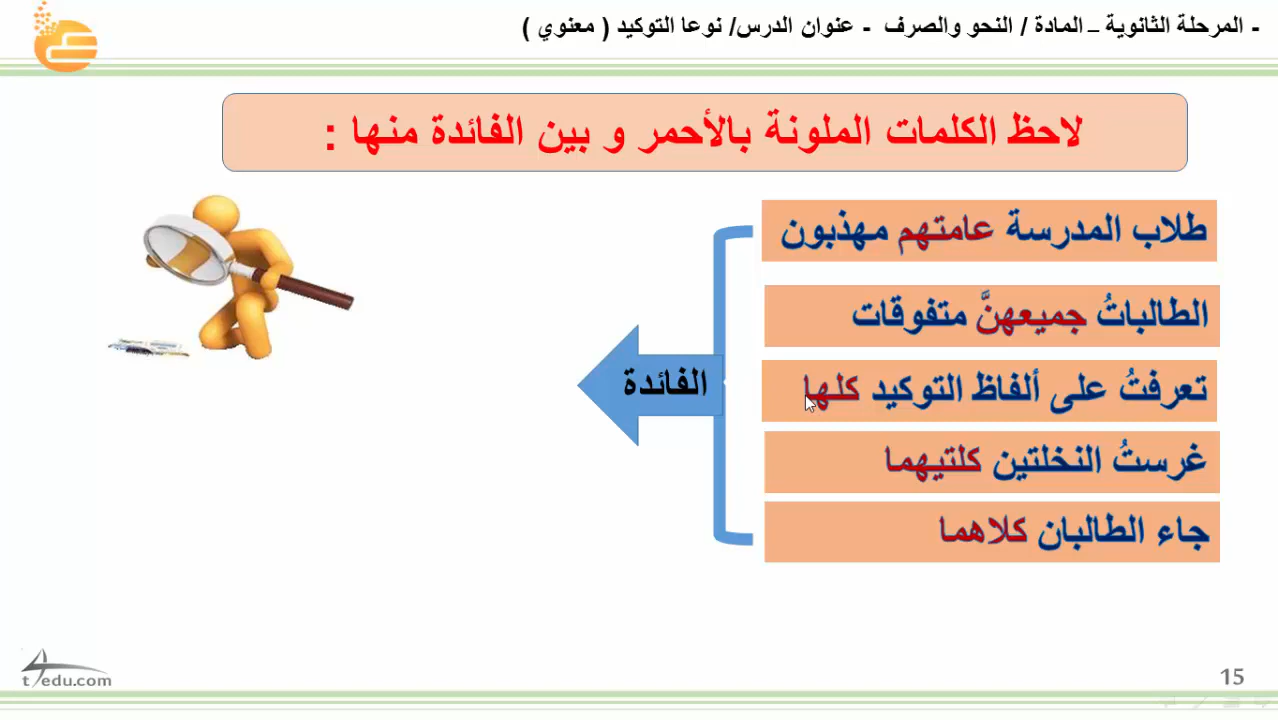 - المرحلة الثانوية – المادة / النحو والصرف - عنوان الدرس/ نوعا التوكيد ( معنوي )
لاحظ الكلمات الملونة بالأحمر و بين الفائدة منها :
طلاب المدرسة عامتهم مهذبون
الطالباتُ جميعهنَّ متفوقات
تعرفتُ على ألفاظ التوكيد كلها
غرستُ النخلتين كلتيهما
جاء الطالبان كلاهما
الفائدة
t4edu.com
15